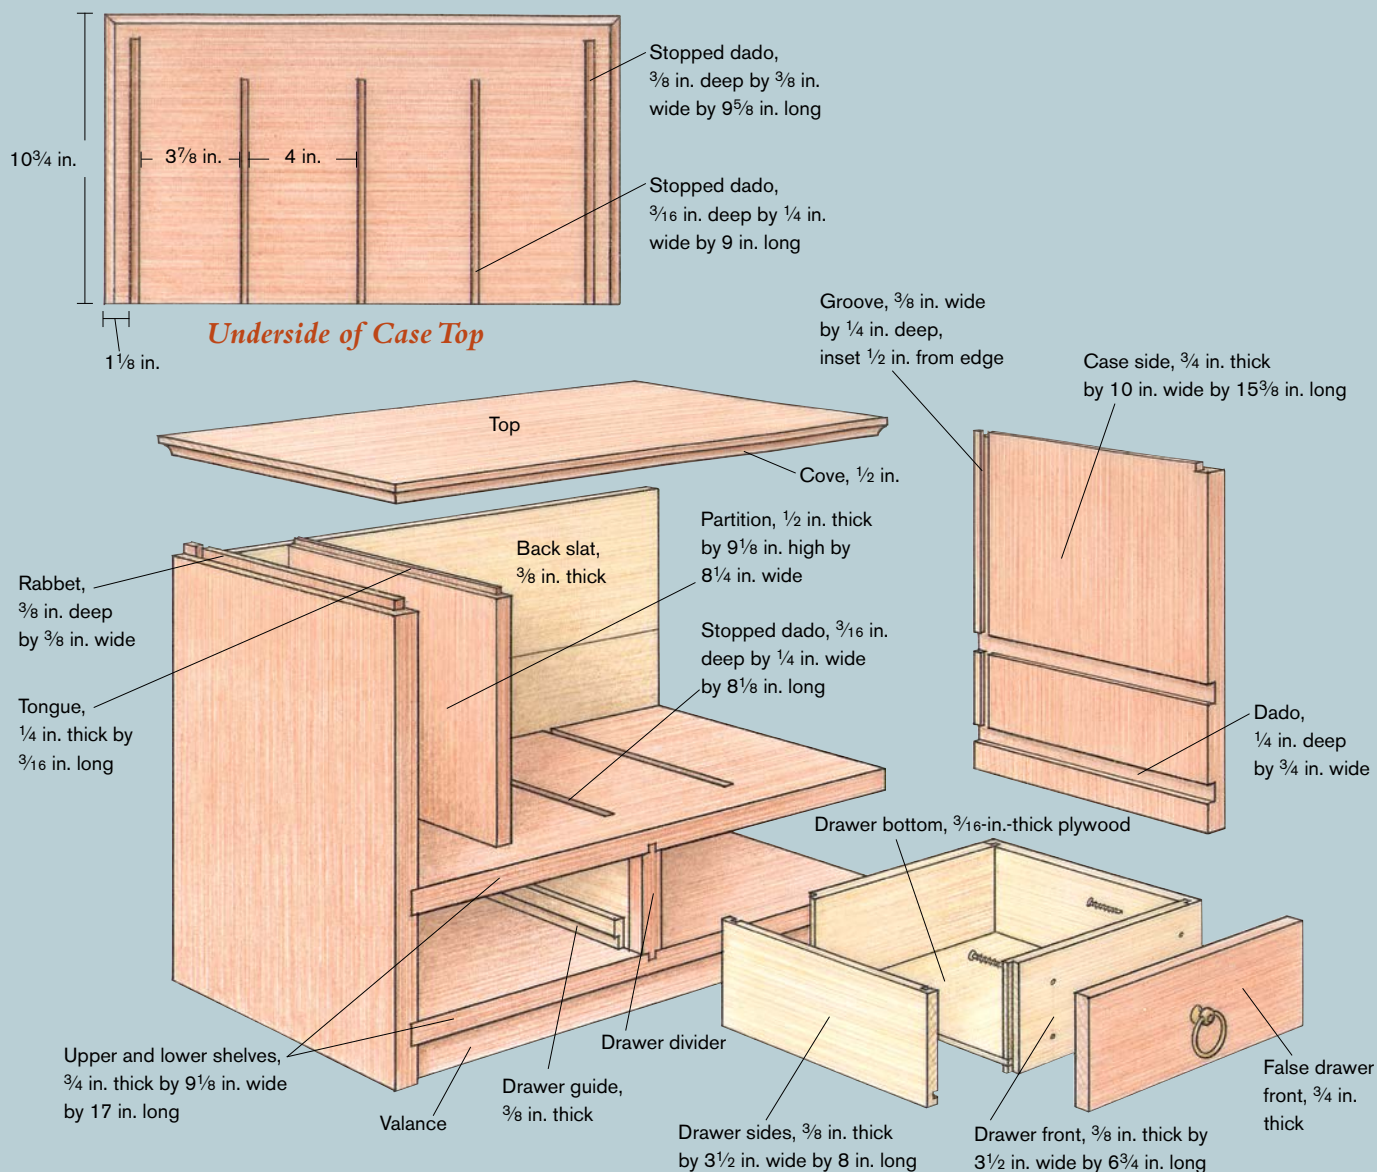 Stopped dado,
3⁄8 in. deep by 3⁄8 in.
wide by 95⁄8 in. long
103⁄4 in.
37⁄8 in.
4 in.
Stopped dado,
3⁄16 in. deep by 1⁄4 in.
wide by 9 in. long
Underside of Case Top
11⁄8 in.
Groove, 3⁄8 in. wide
by 1⁄4 in. deep,
inset 1⁄2 in. from edge
Case side, 3⁄4 in. thick
by 10 in. wide by 153⁄8 in. long
Top
Cove, 1⁄2 in.
Partition, 1⁄2 in. thick
by 91⁄8 in. high by
81⁄4 in. wide
Back slat,
3⁄8 in. thick
Rabbet,
3⁄8 in. deep
by 3⁄8 in. wide
Stopped dado, 3⁄16 in.
deep by 1⁄4 in. wide
by 81⁄8 in. long
Tongue,
1⁄4 in. thick by
3⁄16 in. long
Dado,
1⁄4 in. deep
by 3⁄4 in. wide
Drawer bottom, 3⁄16-in.-thick plywood
Upper and lower shelves,
3⁄4 in. thick by 91⁄8 in. wide
by 17 in. long
Valance
Drawer guide,
3⁄8 in. thick
Drawer divider
Drawer sides, 3⁄8 in. thick
by 31⁄2 in. wide by 8 in. long
Drawer front, 3⁄8 in. thick by
31⁄2 in. wide by 63⁄4 in. long
False drawer
front, 3⁄4 in.
thick